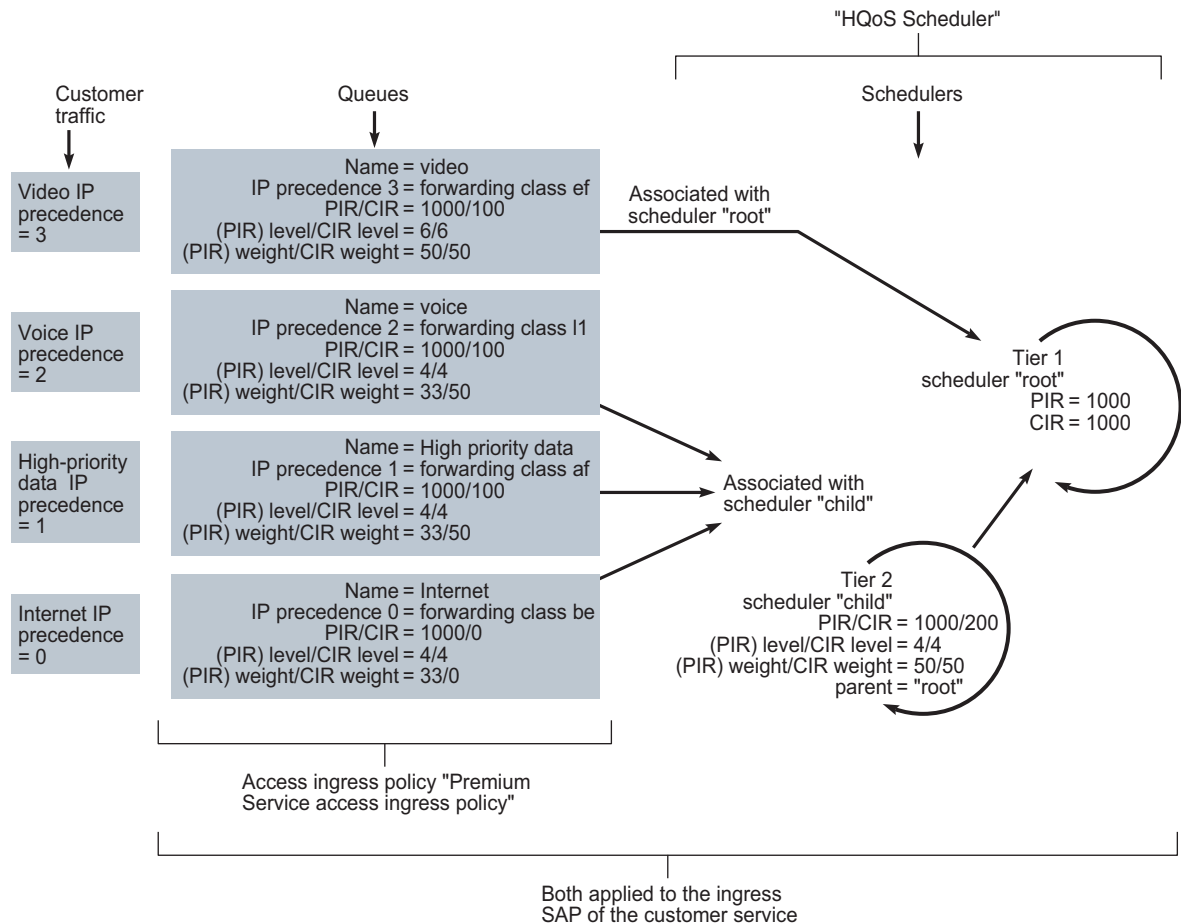 "HQoS Scheduler"
Customer
traffic
Queues
Schedulers
Video IP
precedence
= 3
Name = video
IP precedence 3 = forwarding class ef
PIR/CIR = 1000/100
(PIR) level/CIR level = 6/6
(PIR) weight/CIR weight = 50/50
Associated with
scheduler "root"
Voice IP
precedence
= 2
Name = voice
IP precedence 2 = forwarding class l1
PIR/CIR = 1000/100
(PIR) level/CIR level = 4/4
(PIR) weight/CIR weight = 33/50
Tier 1
scheduler "root"
PIR = 1000
CIR = 1000
High-priority
data IP
precedence
= 1
Name = High priority data
IP precedence 1 = forwarding class af
PIR/CIR = 1000/100
(PIR) level/CIR level = 4/4
(PIR) weight/CIR weight = 33/50
Associated with
scheduler "child"
Internet IP
precedence
= 0
Name = Internet
IP precedence 0 = forwarding class be
PIR/CIR = 1000/0
(PIR) level/CIR level = 4/4
(PIR) weight/CIR weight = 33/0
Tier 2
scheduler "child"
PIR/CIR = 1000/200
(PIR) level/CIR level = 4/4
(PIR) weight/CIR weight = 50/50
parent = "root"
Access ingress policy "Premium
Service access ingress policy"
Both applied to the ingress
SAP of the customer service